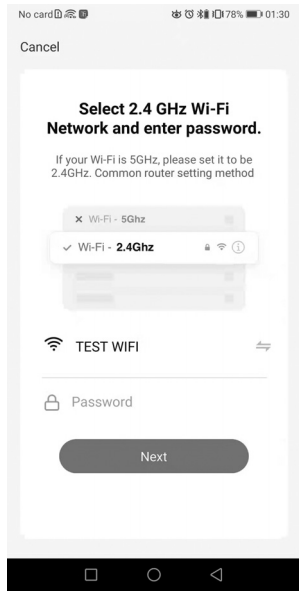 No card 78% 01:30
Cancel
Select 2.4 GHz Wi-Fi
Network and enter password.
If your Wi-Fi is 5GHz, please set it to be
2.4GHz. Common router setting method
Wi-Fi - 5Ghz
Wi-Fi - 2.4Ghz
TEST WIFI
Password
Next